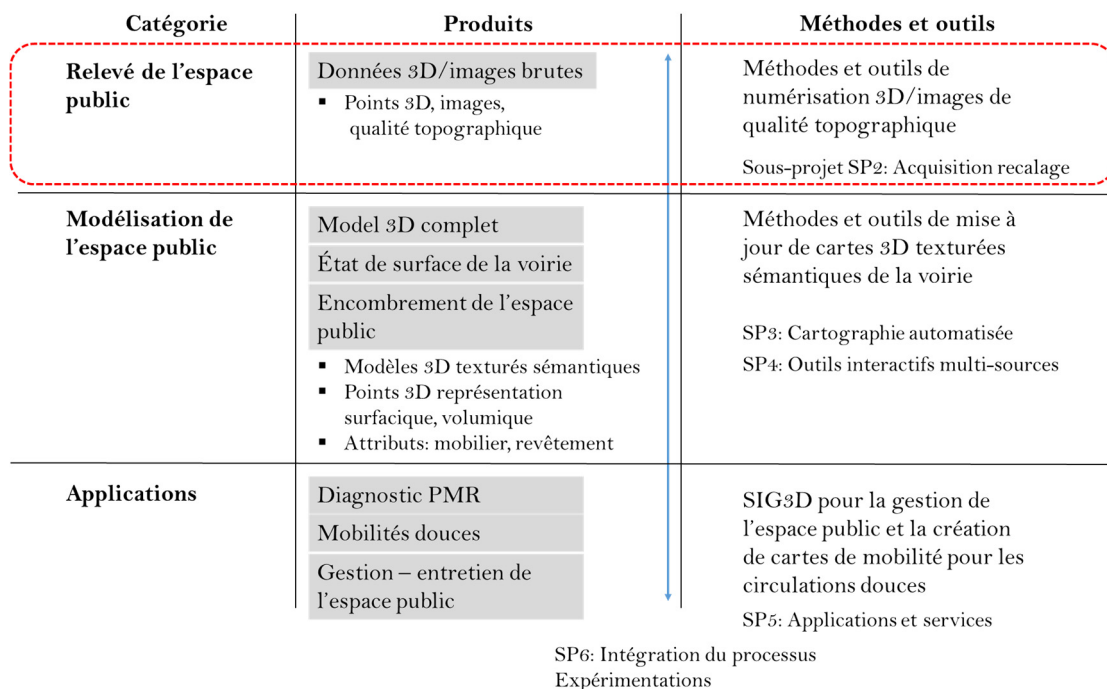 Catégorie
Produits
Méthodes et outils
Relevé de l'espace
public
Données 3D/images brutes
▪ Points 3D, images,
qualité topographique
Méthodes et outils de
numérisation 3D/images de
qualité topographique
Sous-projet SP2: Acquisition recalage
Modélisation de
l'espace public
Model 3D complet
État de surface de la voirie
Encombrement de l'espace
public
▪ Modèles 3D texturés sémantiques
▪ Points 3D représentation
surfacique, volumique
▪ Attributs: mobilier, revêtement
Méthodes et outils de mise à
jour de cartes 3D texturées
sémantiques de la voirie
SP3: Cartographie automatisée
SP4: Outils interactifs multi-sources
Applications
Diagnostic PMR
Mobilités douces
Gestion – entretien de
l'espace public
SIG3D pour la gestion de
l'espace public et la création
de cartes de mobilité pour les
circulations douces
SP5: Applications et services
SP6: Intégration du processus
Expérimentations